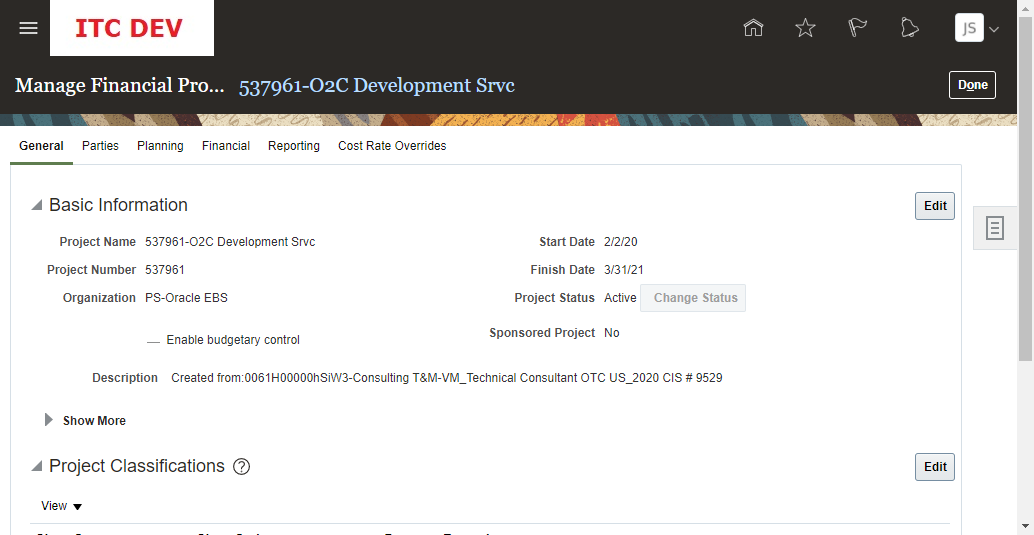 ITC DEV
JS
Manage Financial Pro... 537961-O2C Development Srvc Done
General Parties Planning Financial Reporting Cost Rate Overrides
Basic Information Edit
Project Name 537961-O2C Development Srvc Start Date 2/2/20
Project Number 537961 Finish Date 3/31/21
Organization PS-Oracle EBS Project Status Active Change Status
Sponsored Project No
Enable budgetary control
Description Created from:0061H00000hSiW3-Consulting T&M-VM_Technical Consultant OTC US_2020 CIS # 9529
Show More
Project Classifications ? Edit
View